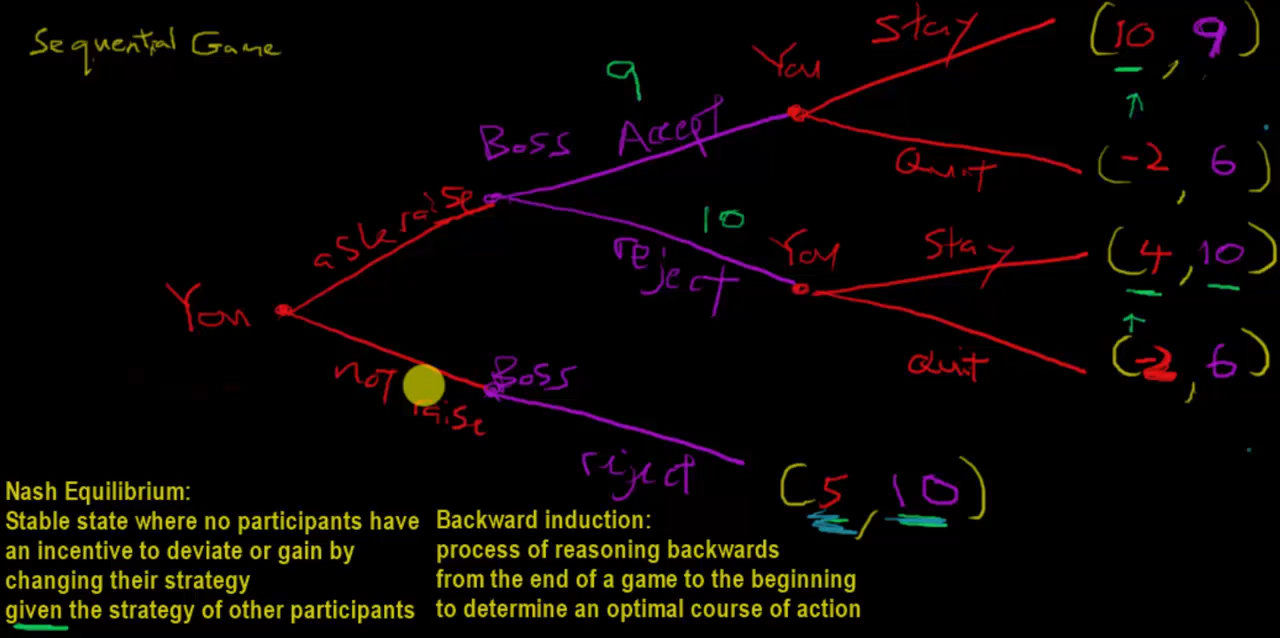 Sequential Game
Stay
(10, 9)
You
9
Boss Accept
Quit
(-2, 6)
ask raise
10
reject
You
Stay
(4, 10)
You
Quit
(-2, 6)
not raise
Boss
reject
(5, 10)
Nash Equilibrium:
Stable state where no participants have
an incentive to deviate or gain by
changing their strategy
given the strategy of other participants
Backward induction:
process of reasoning backwards
from the end of a game to the beginning
to determine an optimal course of action